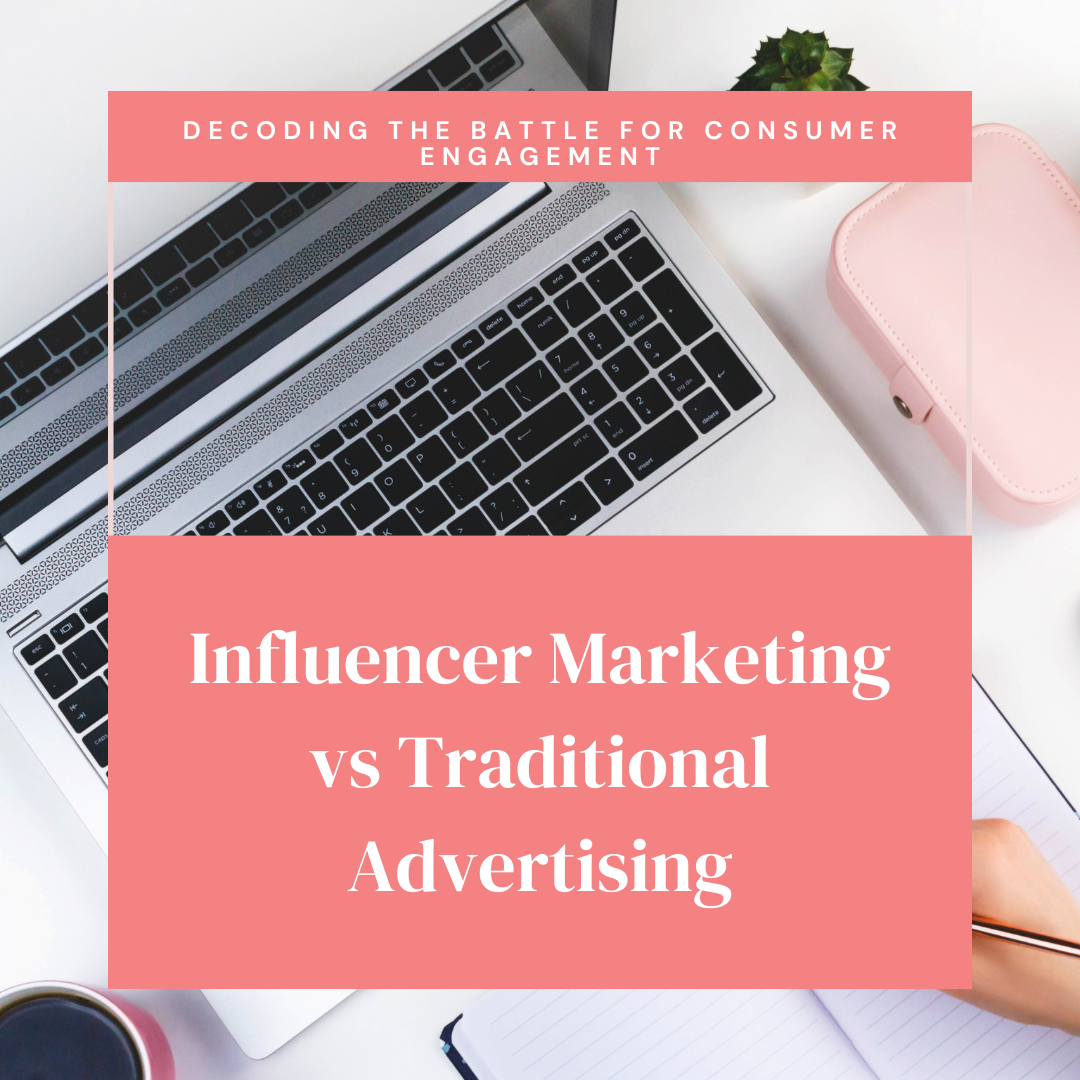 DECODING THE BATTLE FOR CONSUMER
ENGAGEMENT
Influencer Marketing
vs Traditional
Advertising